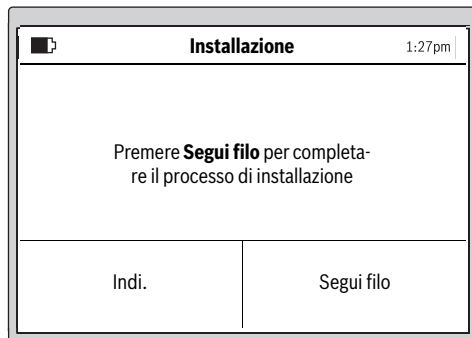 Installazione 1:27pm
Premere Segui filo per completa-
re il processo di installazione
Indi. Segui filo